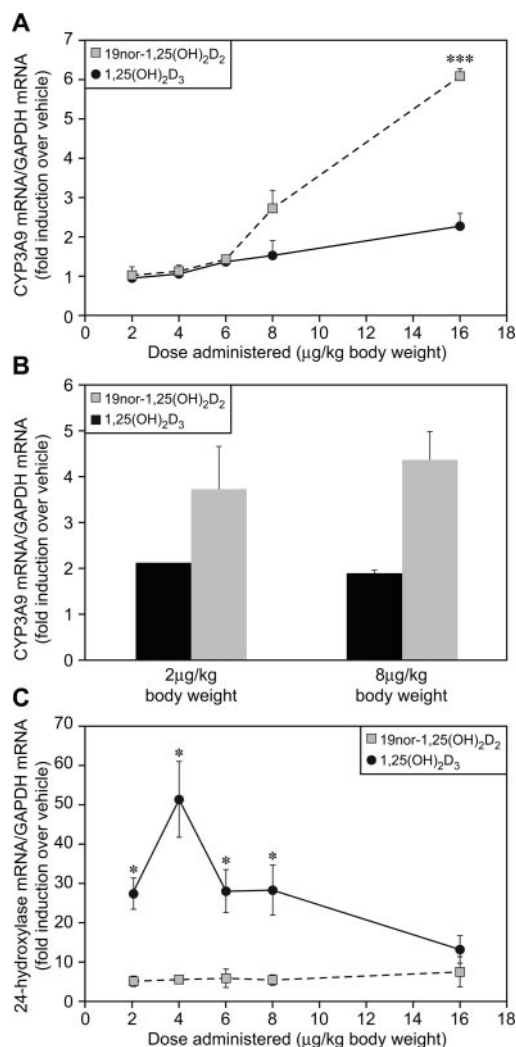 A
CYP3A9 mRNA/GAPDH mRNA
(fold induction over vehicle)
7
6
5
4
3
2
1
0
19nor-1,25(OH)₂D₂
1,25(OH)₂D₃
***
0 2 4 6 8 10 12 14 16 18
Dose administered (µg/kg body weight)
B
CYP3A9 mRNA/GAPDH mRNA
(fold induction over vehicle)
6
5
4
3
2
1
0
19nor-1,25(OH)₂D₂
1,25(OH)₂D₃
2µg/kg
body weight
8µg/kg
body weight
C
24-hydroxylase mRNA/GAPDH mRNA
(fold induction over vehicle)
70
60
50
40
30
20
10
0
19nor-1,25(OH)₂D₂
1,25(OH)₂D₃
*
*
*
*
0 2 4 6 8 10 12 14 16 18
Dose administered (µg/kg body weight)